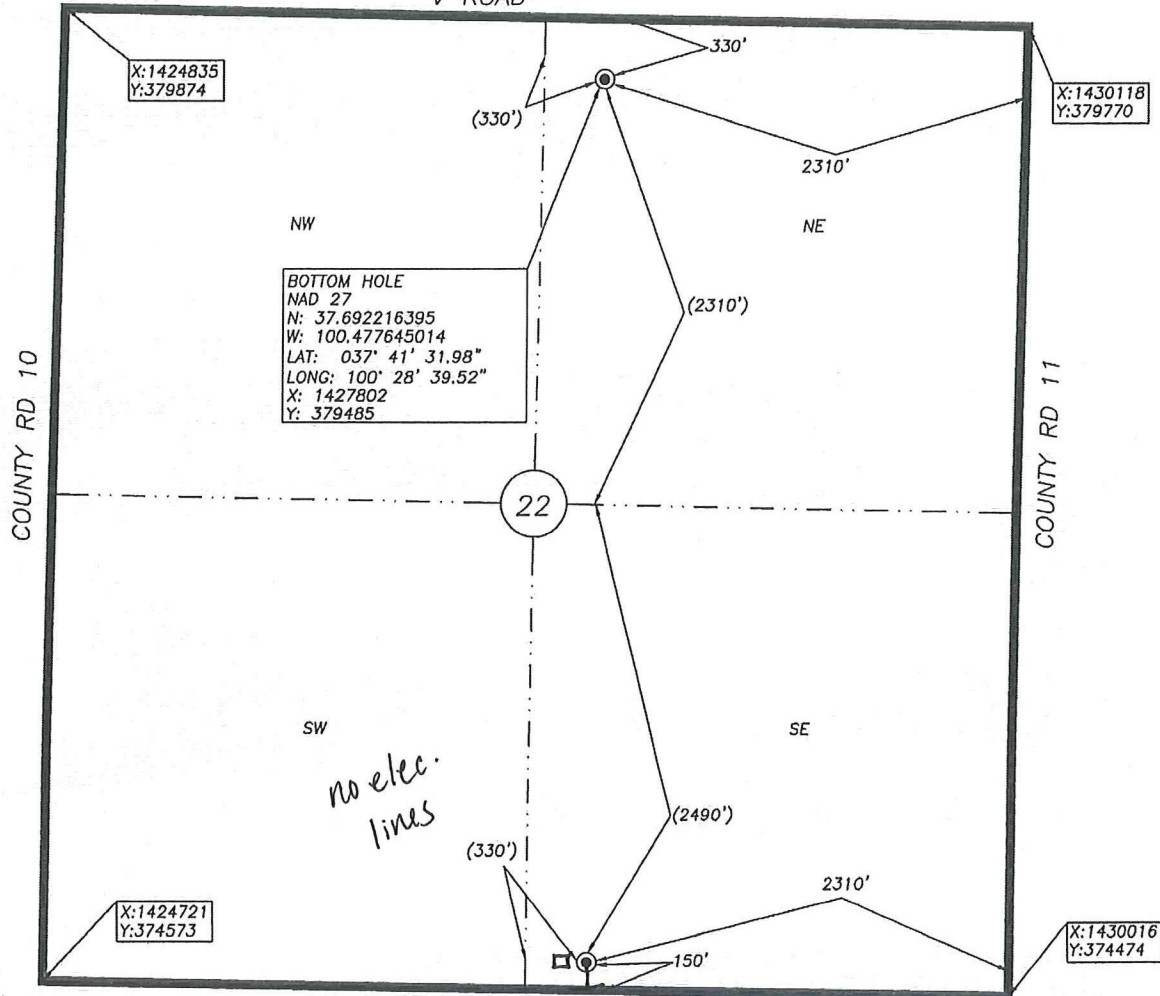 V ROAD
330'
X:1424835
Y:379874
X:1430118
Y:379770
(330')
2310'
NW
NE
BOTTOM HOLE
NAD 27
N: 37.692216395
W: 100.477645014
LAT: 037° 41' 31.98"
LONG: 100° 28' 39.52"
X: 1427802
Y: 379485
(2310')
COUNTY RD 10
COUNTY RD 11
22
SW
SE
no elec.
lines
(2490')
(330')
2310'
X:1424721
Y:374573
150'
X:1430016
Y:374474